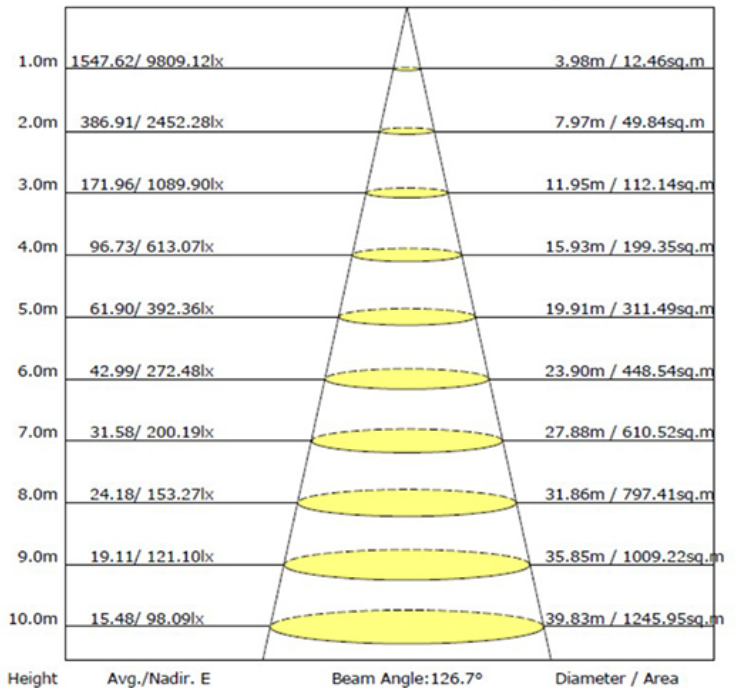 1.0m 1547.62/ 9809.12lx 3.98m / 12.46sq.m
2.0m 386.91/ 2452.28lx 7.97m / 49.84sq.m
3.0m 171.96/ 1089.90lx 11.95m / 112.14sq.m
4.0m 96.73/ 613.07lx 15.93m / 199.35sq.m
5.0m 61.90/ 392.36lx 19.91m / 311.49sq.m
6.0m 42.99/ 272.48lx 23.90m / 448.54sq.m
7.0m 31.58/ 200.19lx 27.88m / 610.52sq.m
8.0m 24.18/ 153.27lx 31.86m / 797.41sq.m
9.0m 19.11/ 121.10lx 35.85m / 1009.22sq.m
10.0m 15.48/ 98.09lx 39.83m / 1245.95sq.m
Height Avg./Nadir. E Beam Angle:126.7° Diameter / Area